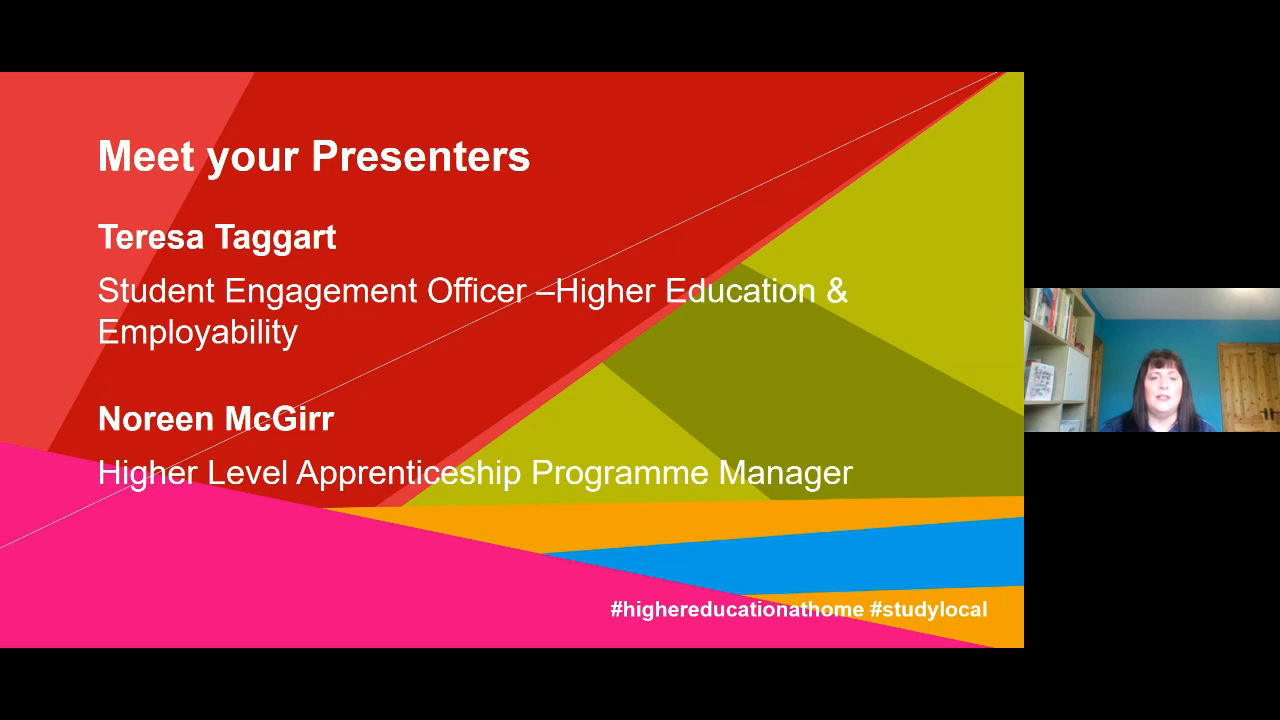 Meet your Presenters
Teresa Taggart
Student Engagement Officer –Higher Education &
Employability
Noreen McGirr
Higher Level Apprenticeship Programme Manager
#highereducationathome #studylocal